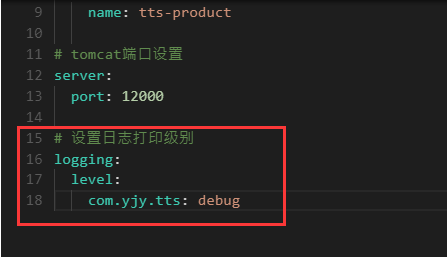 9 name: tts-product
10
11 # tomcat端口设置
12 server:
13 port: 12000
14
15 # 设置日志打印级别
16 logging:
17 level:
18 com.yjy.tts: debug